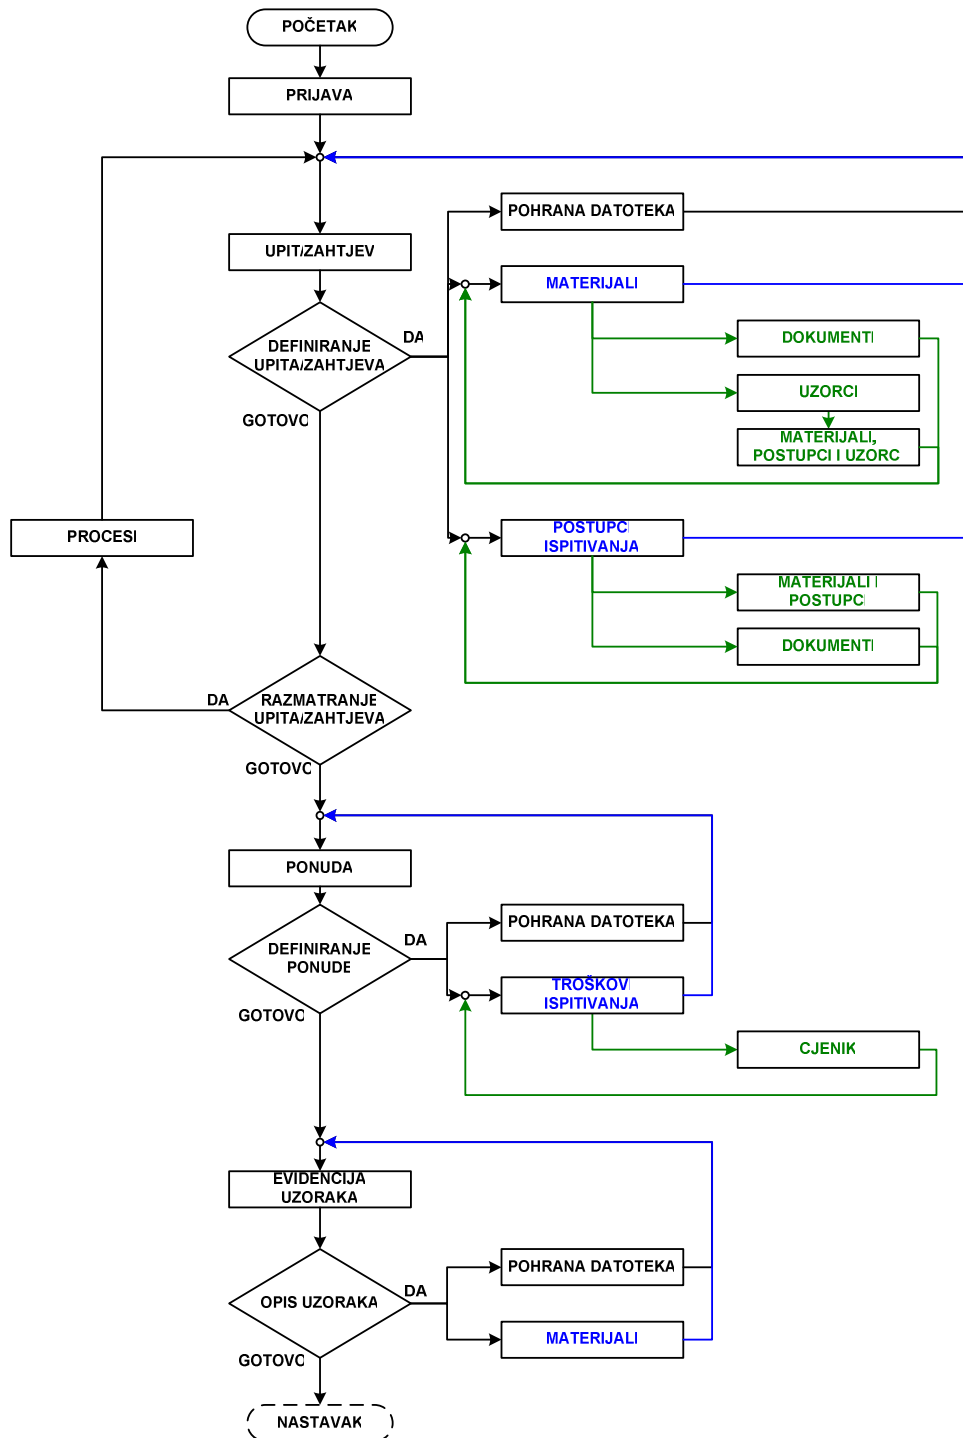 POČETAK
PRIJAVA
POHRANA DATOTEKA
UPIT/ZAHTJEV
MATERIJALI
DA
DEFINIRANJE
UPITA/ZAHTJEVA
DOKUMENTI
UZORCI
GOTOVO
MATERIJALI,
POSTUPCI I UZORC
PROCESI
POSTUPCI
ISPITIVANJA
MATERIJALI I
POSTUPCI
DOKUMENTI
DA
RAZMATRANJE
UPITA/ZAHTJEVA
GOTOVO
PONUDA
POHRANA DATOTEKA
DA
DEFINIRANJE
PONUDE
TROŠKOVI
ISPITIVANJA
GOTOVO
CJENIK
EVIDENCIJA
UZORAKA
POHRANA DATOTEKA
DA
OPIS UZORAKA
MATERIJALI
GOTOVO
NASTAVAK